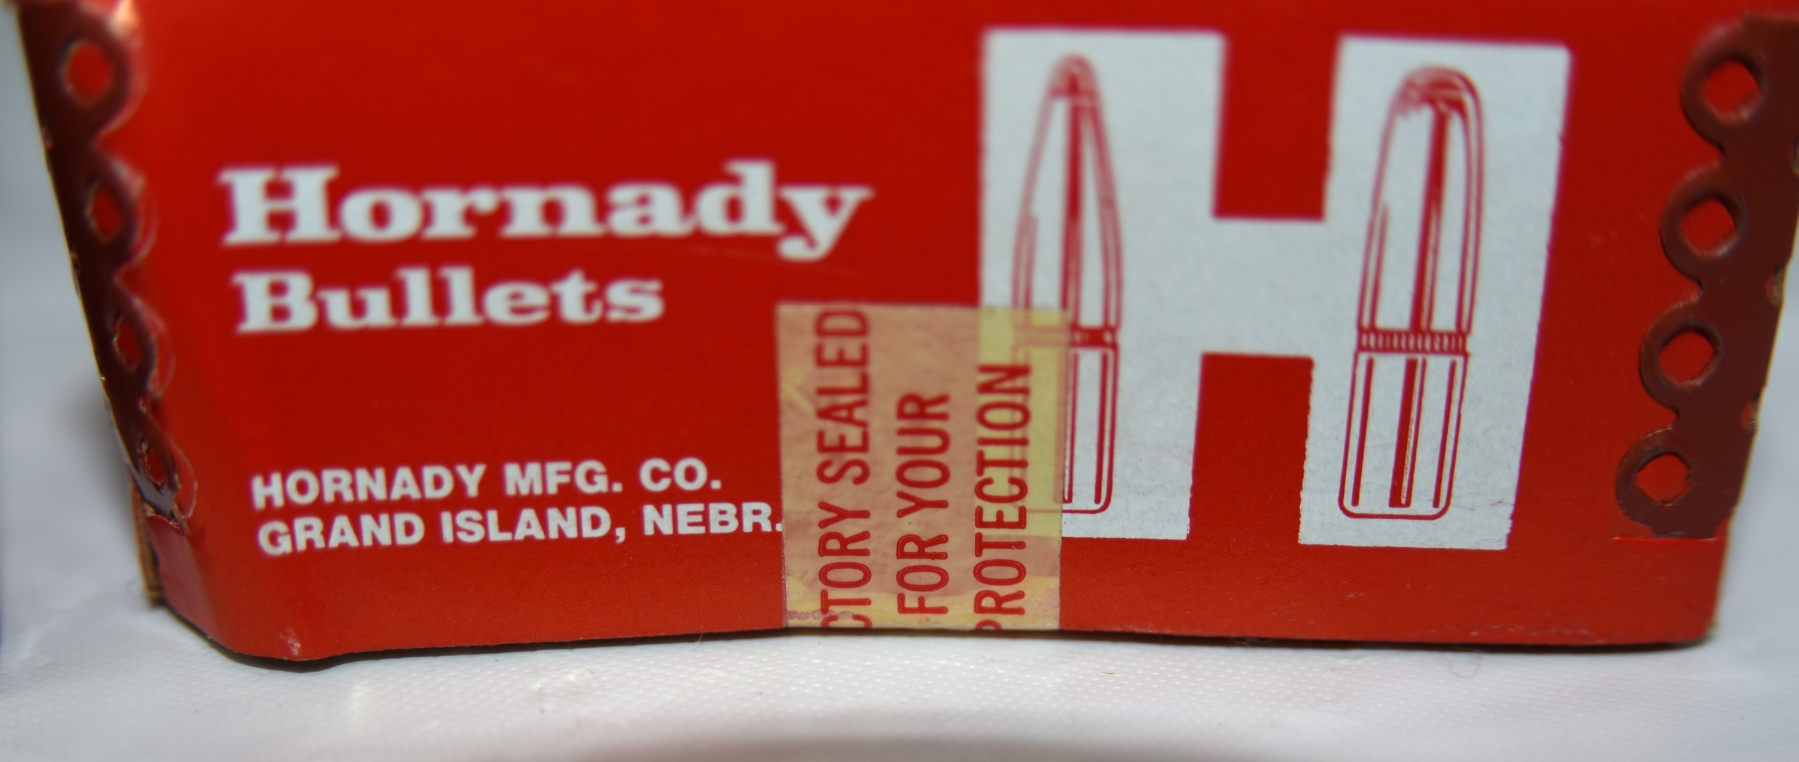 Hornady
Bullets
HORNADY MFG. CO.
GRAND ISLAND, NEBR.
H
CTORY SEALED
FOR YOUR
PROTECTION